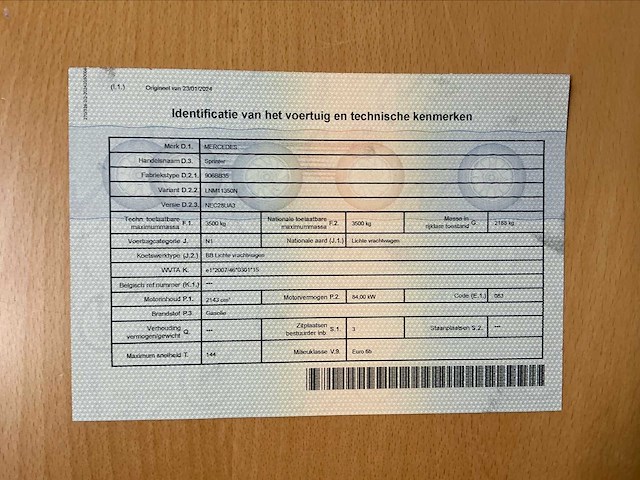 (I.1.) Origineel van 23/01/2024
Identificatie van het voertuig en technische kenmerken
Merk D.1. MERCEDES
Handelsnaam D.3. Sprinter
Fabriekstype D.2.1. 906BB35
Variant D.2.2. LNM11350N
Versie D.2.3. NEC28UA3
Techn. toelaatbare maximummassa F.1. 3500 kg Nationale toelaatbare maximummassa F.2. 3500 kg Massa in rijklare toestand G. 2188 kg
Voertuigcategorie J. N1 Nationale aard (J.1.) Lichte vrachtwagen
Koetswerktype (J.2.) BB Lichte vrachtwagen
WVTA K. e1*2007/46*0301*15
Belgisch ref nummer (K.1.) ---
Motorinhoud P.1. 2143 cm³ Motorvermogen P.2. 84,00 kW Code (E.1.) B83
Brandstof P.3. Gasolie
Verhouding vermogen/gewicht Q. --- Zitplaatsen bestuurder inb. S.1. 3 Staanplaatsen S.2. ---
Maximum snelheid T. 144 Milieuklasse V.9. Euro 6b